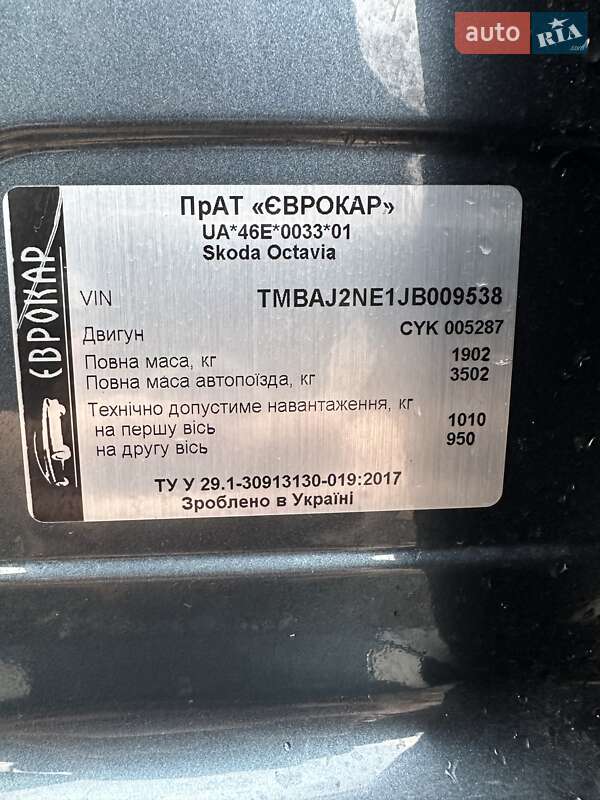 auto RIA.com
ПрАТ «ЄВРОКАР»
UA*46E*0033*01
Skoda Octavia
ЄВРОКАР
VIN TMBAJ2NE1JB009538
Двигун CYK 005287
Повна маса, кг 1902
Повна маса автопоїзда, кг 3502
Технічно допустиме навантаження, кг
на першу вісь 1010
на другу вісь 950
ТУ У 29.1-30913130-019:2017
Зроблено в Україні